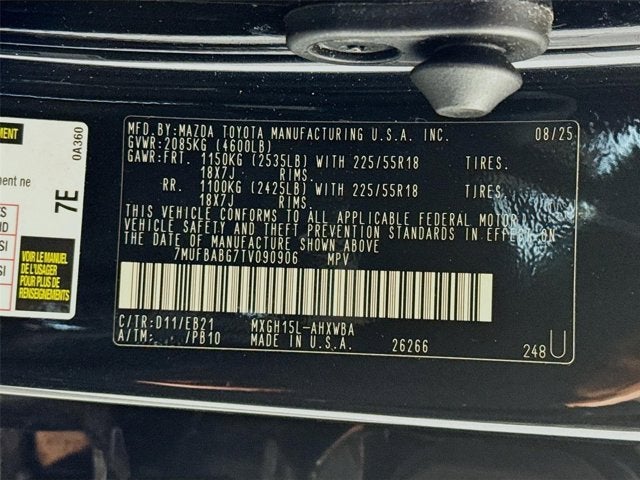 MFD.BY:MAZDA TOYOTA MANUFACTURING U.S.A. INC. 08/25
GVWR:2085KG (4600LB)
GAWR:FRT. 1150KG (2535LB) WITH 225/55R18 TIRES.
18X7J RIMS.
RR. 1100KG (2425LB) WITH 225/55R18 TIRES.
18X7J RIMS.
THIS VEHICLE CONFORMS TO ALL APPLICABLE FEDERAL MOTOR
VEHICLE SAFETY AND THEFT PREVENTION STANDARDS IN EFFECT ON
THE DATE OF MANUFACTURE SHOWN ABOVE
7MUFBABG7TV090906 MPV
C/TR:D11/EB21 MXGH15L-AHXWBA
A/TM: /PB10 MADE IN U.S.A. 26266 248U
0A360
7E
ment ne
SI
SI
VOIR LE MANUEL
DE L'USAGER
POUR PLUS DE
RENSEIGNEMENTS